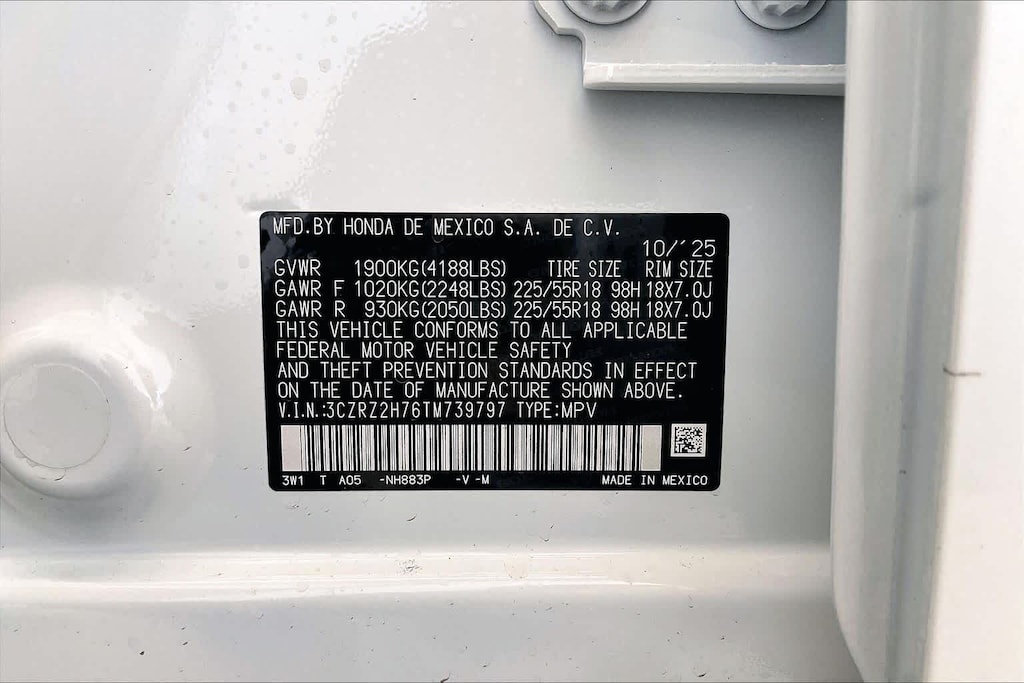 MFD.BY HONDA DE MEXICO S.A. DE C.V.
10/'25
GVWR 1900KG(4188LBS) TIRE SIZE RIM SIZE
GAWR F 1020KG(2248LBS) 225/55R18 98H 18X7.0J
GAWR R 930KG(2050LBS) 225/55R18 98H 18X7.0J
THIS VEHICLE CONFORMS TO ALL APPLICABLE
FEDERAL MOTOR VEHICLE SAFETY
AND THEFT PREVENTION STANDARDS IN EFFECT
ON THE DATE OF MANUFACTURE SHOWN ABOVE.
V.I.N.:3CZRZ2H76TM739797 TYPE:MPV
3W1 T A05 -NH883P -V -M MADE IN MEXICO